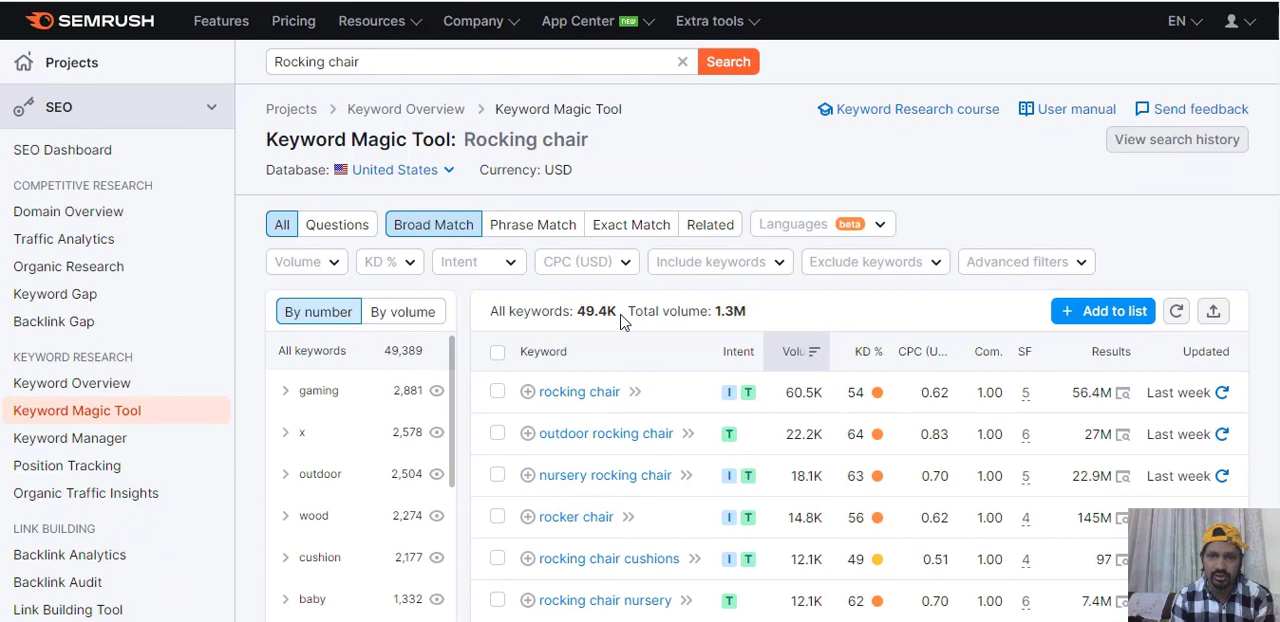 SEMRUSH Features Pricing Resources Company App Center NEW Extra tools EN
Projects
SEO
SEO Dashboard
COMPETITIVE RESEARCH
Domain Overview
Traffic Analytics
Organic Research
Keyword Gap
Backlink Gap
KEYWORD RESEARCH
Keyword Overview
Keyword Magic Tool
Keyword Manager
Position Tracking
Organic Traffic Insights
LINK BUILDING
Backlink Analytics
Backlink Audit
Link Building Tool
Rocking chair Search
Projects Keyword Overview Keyword Magic Tool Keyword Research course User manual Send feedback
Keyword Magic Tool: Rocking chair View search history
Database: United States Currency: USD
All Questions Broad Match Phrase Match Exact Match Related Languages beta
Volume KD % Intent CPC (USD) Include keywords Exclude keywords Advanced filters
By number By volume
All keywords 49,389
gaming 2,881
x 2,578
outdoor 2,504
wood 2,274
cushion 2,177
baby 1,332
All keywords: 49.4K Total volume: 1.3M + Add to list
Keyword Intent Volu KD % CPC (U... Com. SF Results Updated
rocking chair I T 60.5K 54 0.62 1.00 5 56.4M Last week
outdoor rocking chair T 22.2K 64 0.83 1.00 6 27M Last week
nursery rocking chair I T 18.1K 63 0.70 1.00 5 22.9M Last week
rocker chair I T 14.8K 56 0.62 1.00 4 145M
rocking chair cushions I T 12.1K 49 0.51 1.00 4 97
rocking chair nursery T 12.1K 62 0.70 1.00 6 7.4M